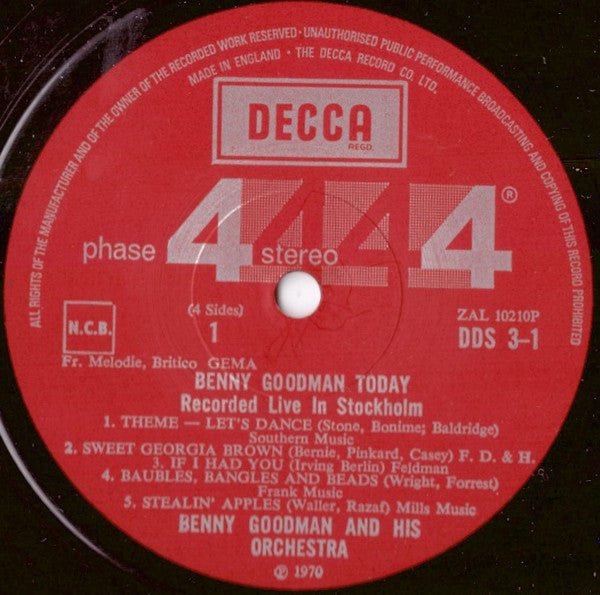 ALL RIGHTS OF THE MANUFACTURER AND OF THE OWNER OF THE RECORDED WORK RESERVED · UNAUTHORISED PUBLIC PERFORMANCE BROADCASTING AND COPYING OF THIS RECORD PROHIBITED
MADE IN ENGLAND · THE DECCA RECORD CO. LTD.
DECCA
REGD.
phase 4 stereo 4 4 4 ®
(4 Sides)
1
ZAL 10210P
DDS 3-1
N.C.B.
Fr. Melodie, Britico GEMA
BENNY GOODMAN TODAY
Recorded Live In Stockholm
1. THEME — LET'S DANCE (Stone, Bonime; Baldridge)
Southern Music
2. SWEET GEORGIA BROWN (Bernie, Pinkard, Casey) F. D. & H.
3. IF I HAD YOU (Irving Berlin) Feldman
4. BAUBLES, BANGLES AND BEADS (Wright, Forrest)
Frank Music
5. STEALIN' APPLES (Waller, Razaf) Mills Music
BENNY GOODMAN AND HIS
ORCHESTRA
℗ 1970